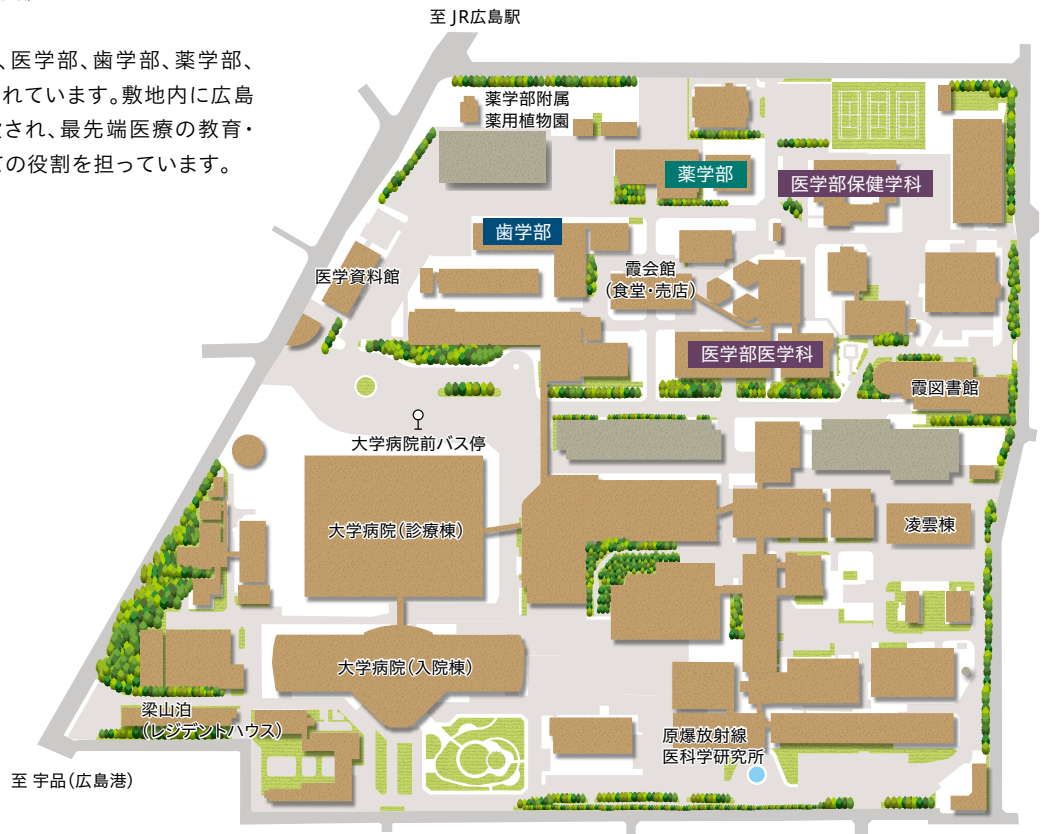 至 JR広島駅
、医学部、歯学部、薬学部、
れています。敷地内に広島
され、最先端医療の教育・
ての役割を担っています。
薬学部附属
薬用植物園
薬学部
医学部保健学科
歯学部
医学資料館
霞会館
（食堂・売店）
医学部医学科
霞図書館
大学病院前バス停
大学病院（診療棟）
凌雲棟
大学病院（入院棟）
梁山泊
（レジデントハウス）
原爆放射線
医科学研究所
至 宇品（広島港）